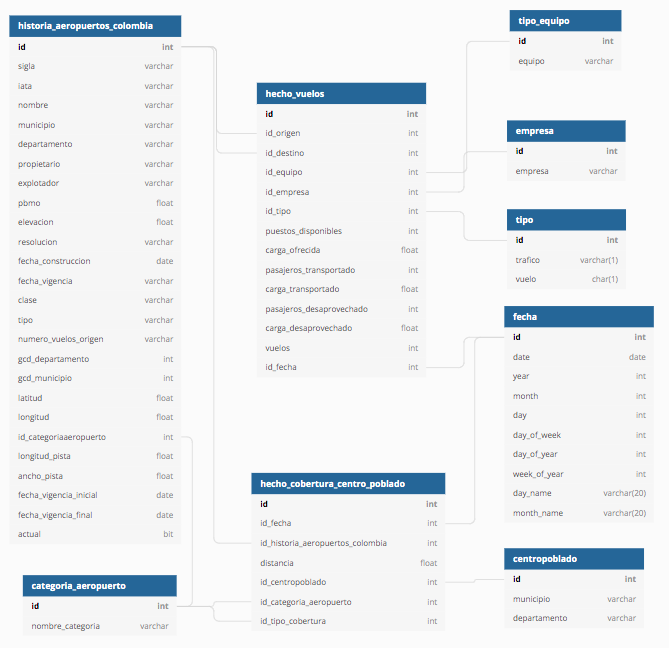 historia_aeropuertos_colombia
id int
sigla varchar
iata varchar
nombre varchar
municipio varchar
departamento varchar
propietario varchar
explotador varchar
pbmo float
elevacion float
resolucion varchar
fecha_construccion date
fecha_vigencia varchar
clase varchar
tipo varchar
numero_vuelos_origen varchar
gcd_departamento int
gcd_municipio int
latitud float
longitud float
id_categoriaaeropuerto int
longitud_pista float
ancho_pista float
fecha_vigencia_inicial date
fecha_vigencia_final date
actual bit
categoria_aeropuerto
id int
nombre_categoria varchar
hecho_vuelos
id int
id_origen int
id_destino int
id_equipo int
id_empresa int
id_tipo int
puestos_disponibles int
carga_ofrecida float
pasajeros_transportado int
carga_transportado float
pasajeros_desaprovechado int
carga_desaprovechado float
vuelos int
id_fecha int
hecho_cobertura_centro_poblado
id int
id_fecha int
id_historia_aeropuertos_colombia int
distancia float
id_centropoblado int
id_categoria_aeropuerto int
id_tipo_cobertura int
tipo_equipo
id int
equipo varchar
empresa
id int
empresa varchar
tipo
id int
trafico varchar(1)
vuelo char(1)
fecha
id int
date date
year int
month int
day int
day_of_week int
day_of_year int
week_of_year int
day_name varchar(20)
month_name varchar(20)
centropoblado
id int
municipio varchar
departamento varchar